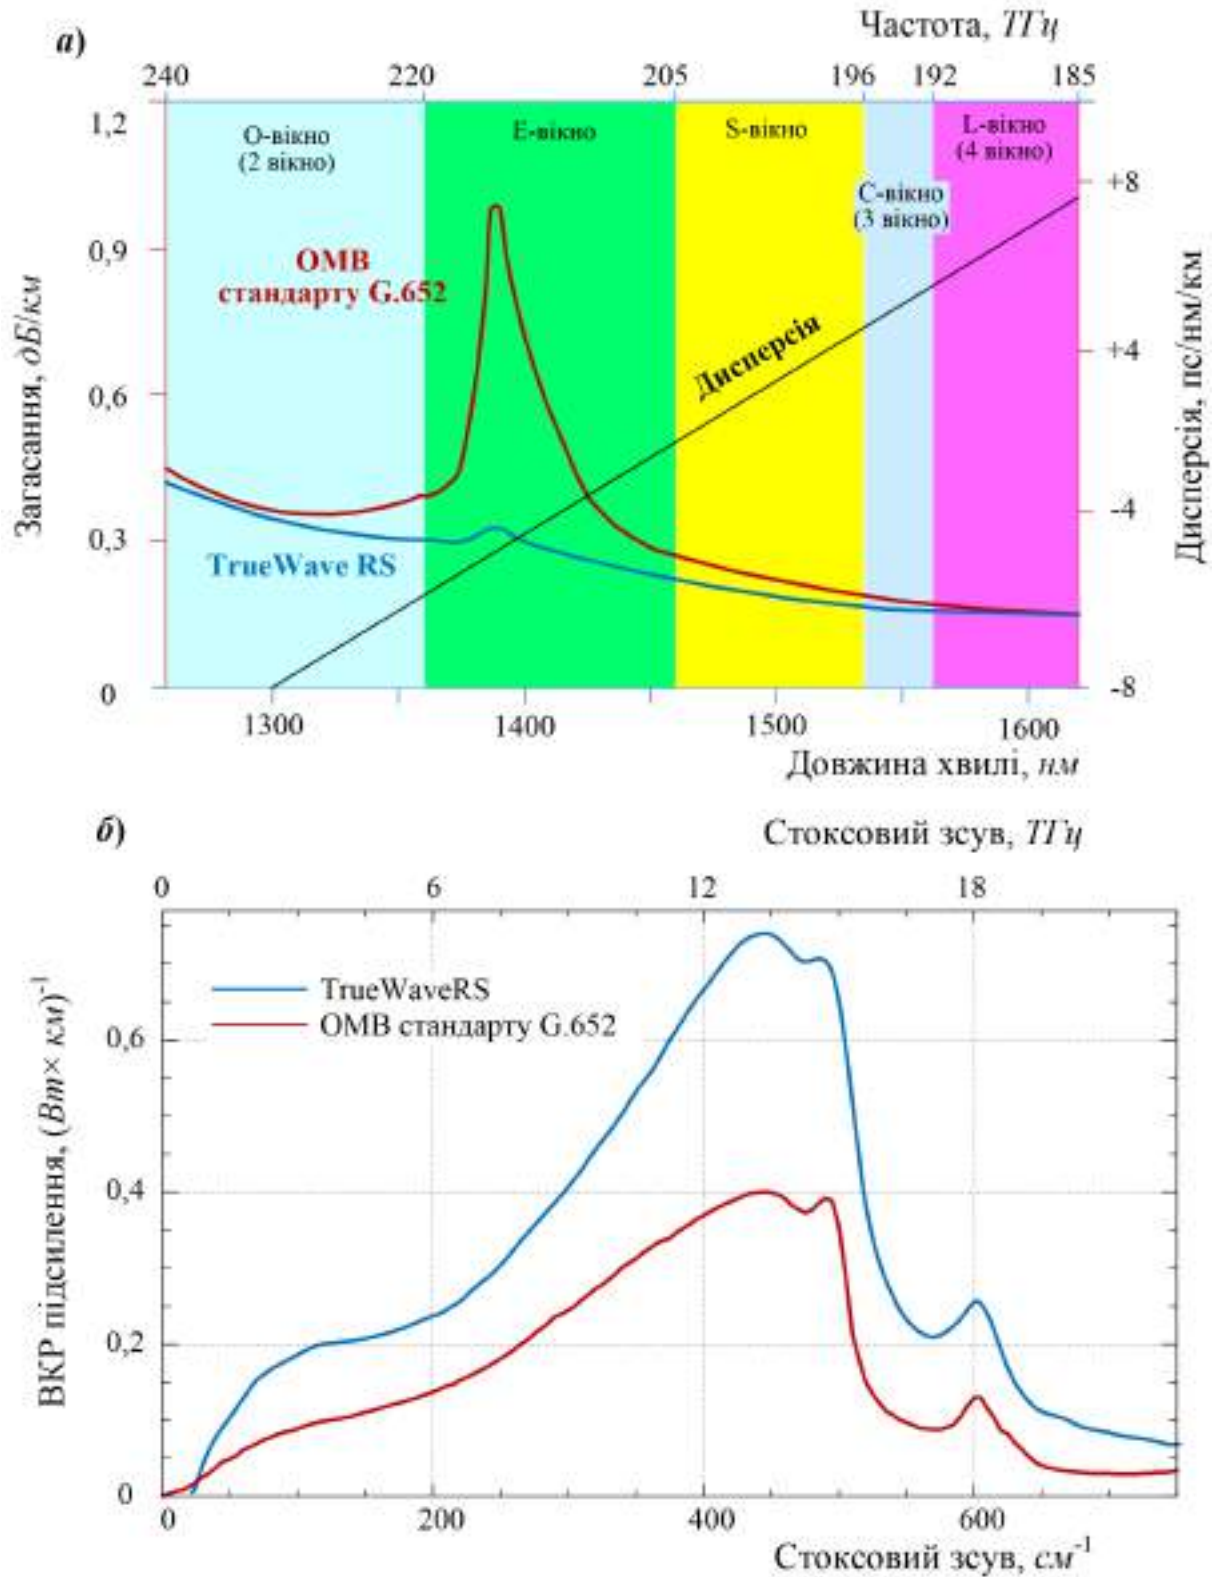 а)
Частота, ТГц
240 220 205 196 192 185
1,2
О-вікно
(2 вікно)
Е-вікно
S-вікно
L-вікно
(4 вікно)
С-вікно
(3 вікно)
+8
0,9
ОМВ
стандарту G.652
Загасання, дБ/км
Дисперсія
+4
Дисперсія, пс/нм/км
0,6
-4
0,3
TrueWave RS
0
-8
1300 1400 1500 1600
Довжина хвилі, нм
б)
Стоксовий зсув, ТГц
0 6 12 18
TrueWaveRS
ОМВ стандарту G.652
ВКР підсилення, (Вт× км)-1
0,6
0,4
0,2
0
0 200 400 600
Стоксовий зсув, см-1